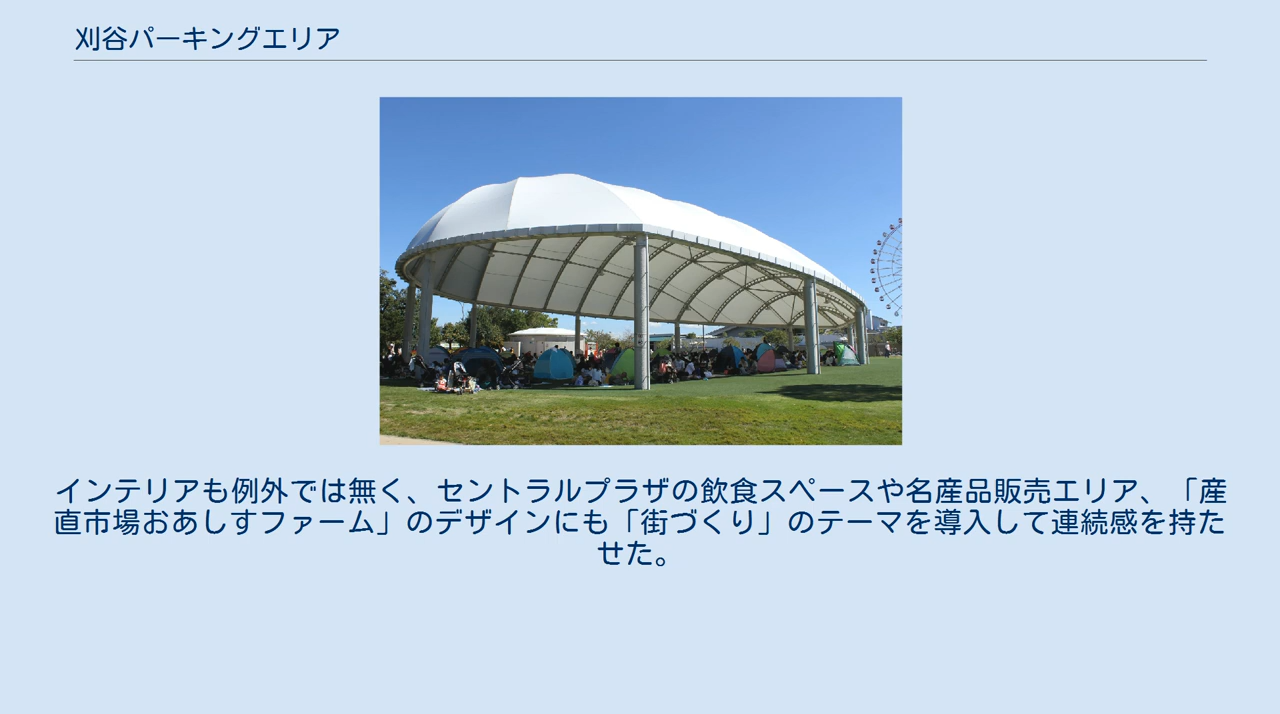 刈谷パーキングエリア
インテリアも例外では無く、セントラルプラザの飲食スペースや名産品販売エリア、「産
直市場おあしすファーム」のデザインにも「街づくり」のテーマを導入して連続感を持た
せた。